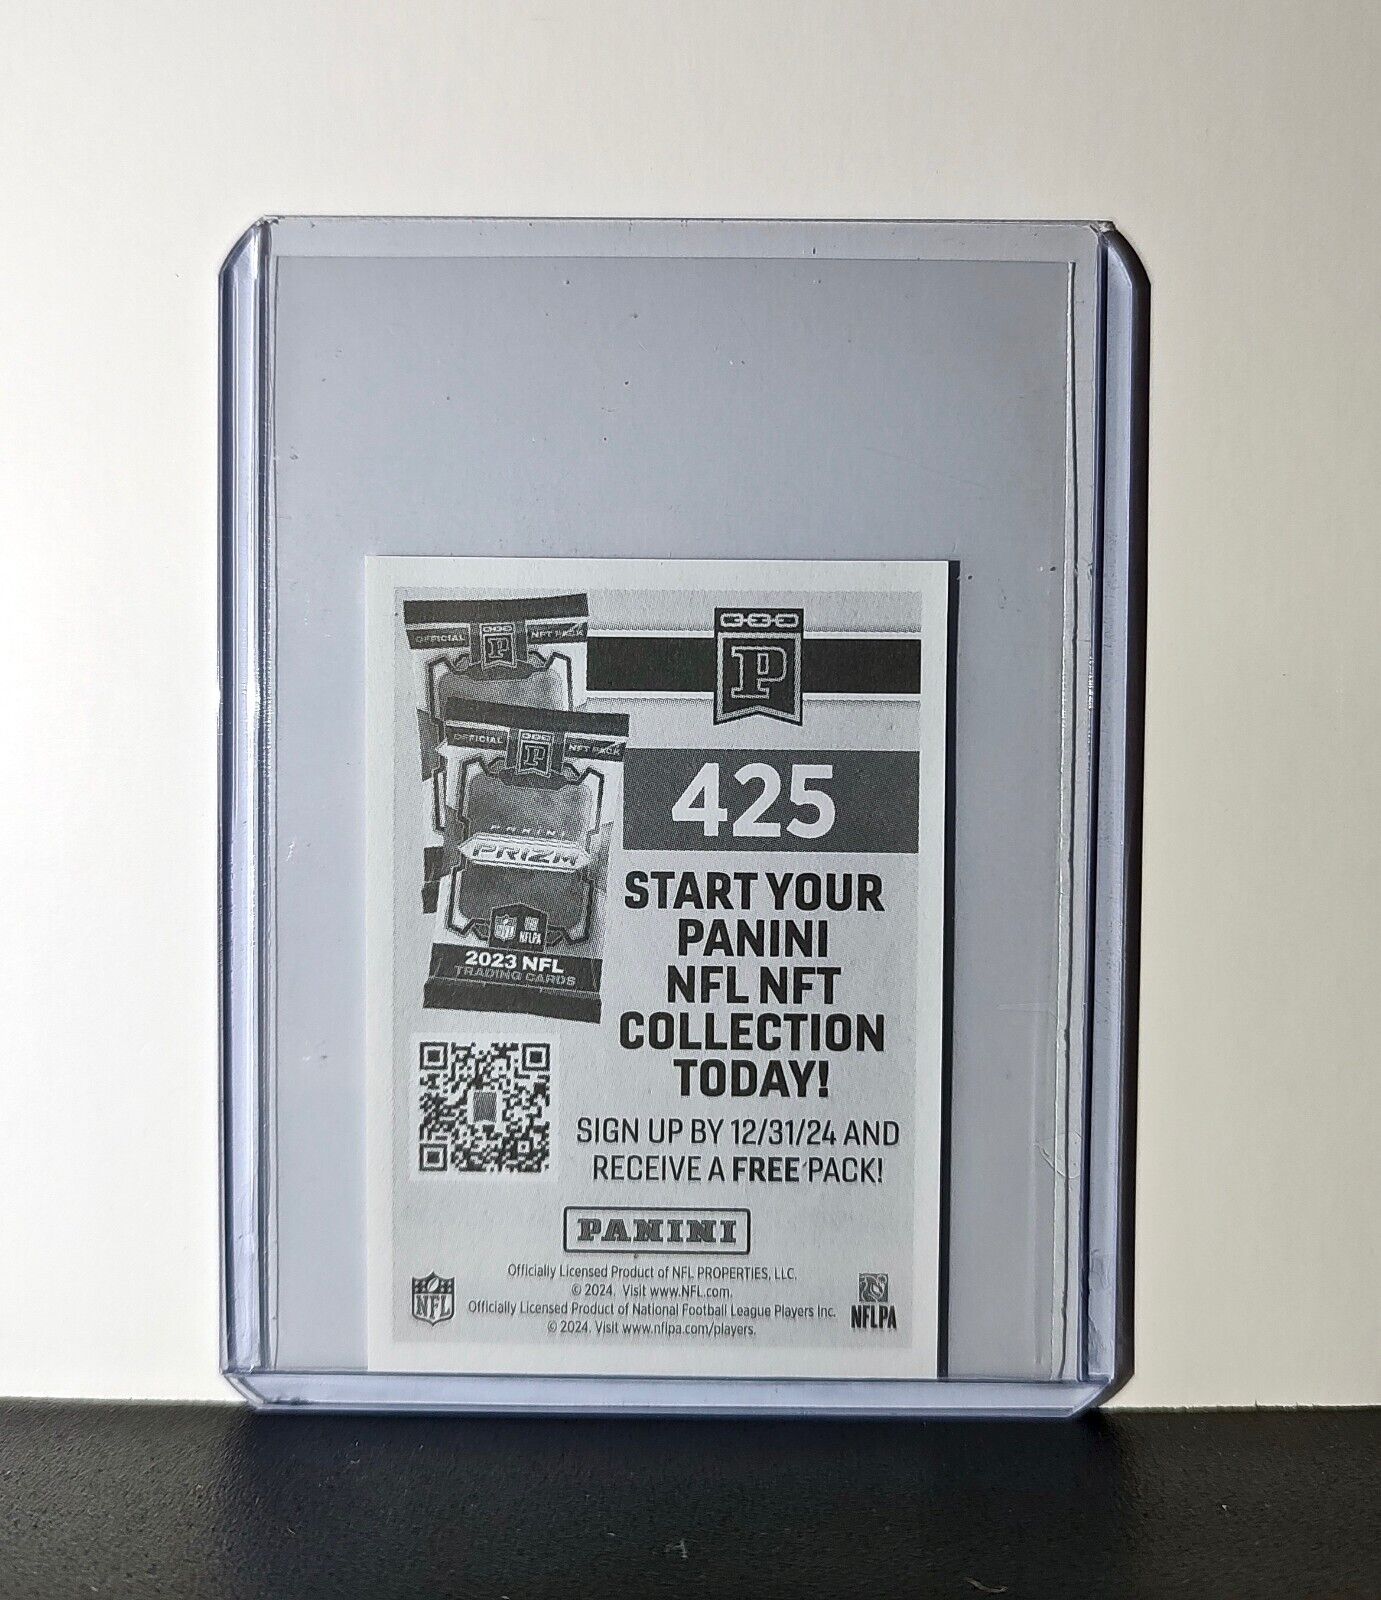 OFFICIAL
P
NFT PACK
OFFICIAL
P
NFT PACK
PANINI
PRIZM
NFL
NFLPA
2023 NFL
TRADING CARDS
P
425
START YOUR
PANINI
NFL NFT
COLLECTION
TODAY!
SIGN UP BY 12/31/24 AND
RECEIVE A FREE PACK!
PANINI
Officially Licensed Product of NFL PROPERTIES, LLC.
© 2024. Visit www.NFL.com.
Officially Licensed Product of National Football League Players Inc.
© 2024. Visit www.nflpa.com/players.
NFL
NFLPA